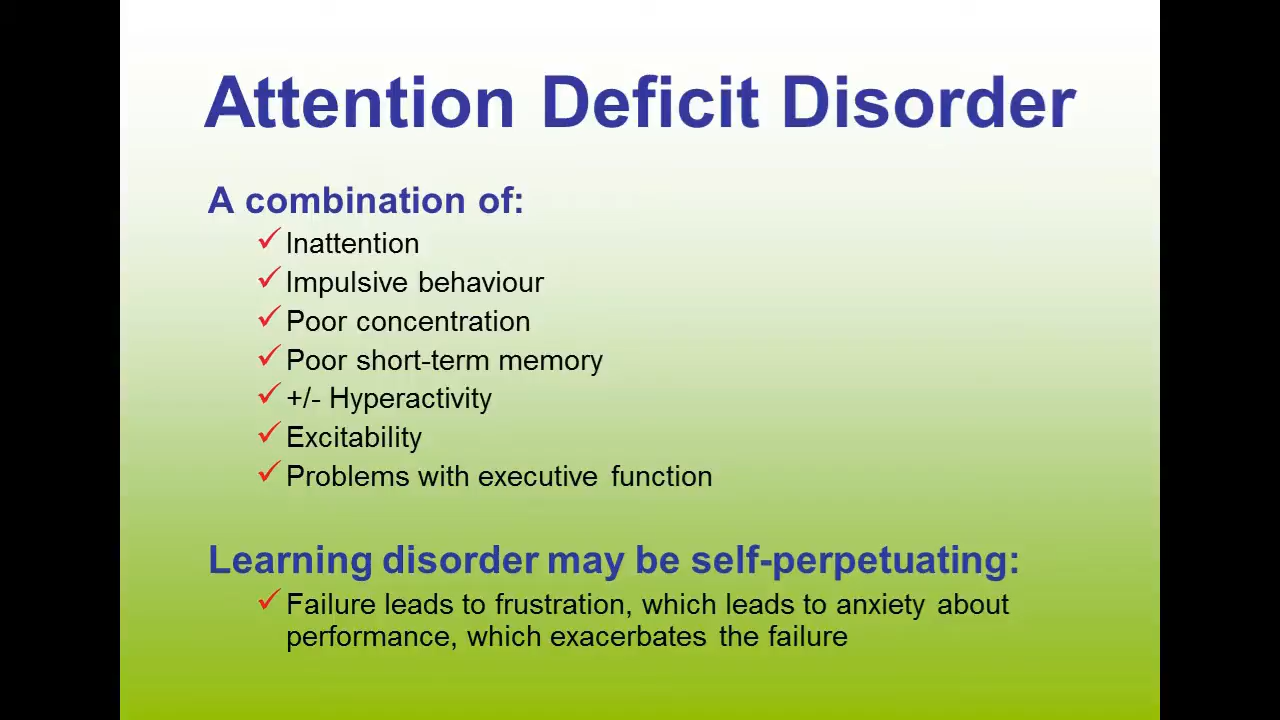 Attention Deficit Disorder
A combination of:
Inattention
Impulsive behaviour
Poor concentration
Poor short-term memory
+/- Hyperactivity
Excitability
Problems with executive function
Learning disorder may be self-perpetuating:
Failure leads to frustration, which leads to anxiety about
performance, which exacerbates the failure